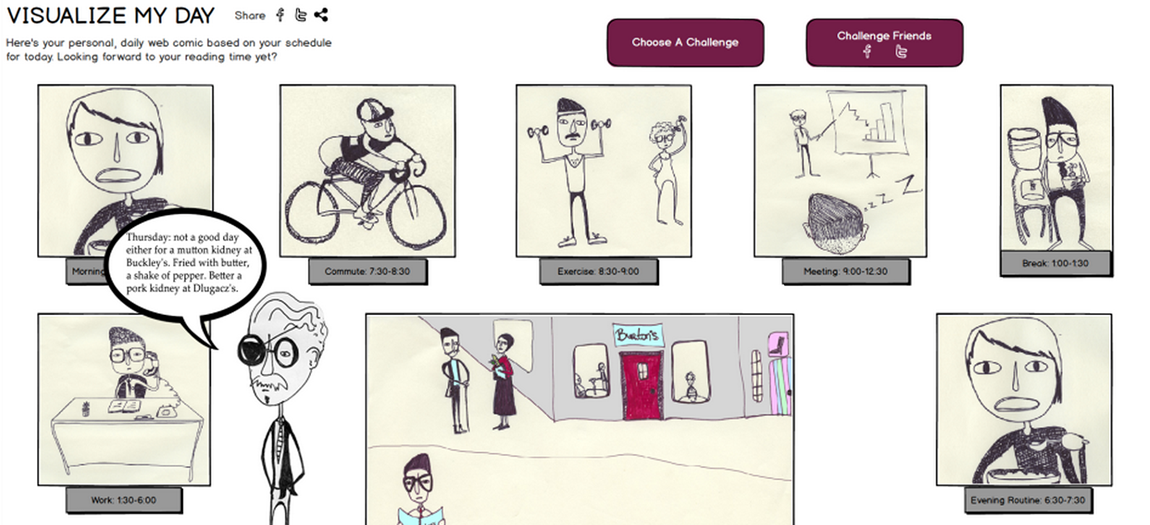 VISUALIZE MY DAY
Share
Here's your personal, daily web comic based on your schedule
for today. Looking forward to your reading time yet?
Choose A Challenge
Challenge Friends
Morning
Commute: 7:30-8:30
Exercise: 8:30-9:00
Meeting: 9:00-12:30
Break: 1:00-1:30
zzZZ
Thursday: not a good day
either for a mutton kidney at
Buckley's. Fried with butter,
a shake of pepper. Better a
pork kidney at Dlugacz's.
Burton's
Work: 1:30-6:00
Evening Routine: 6:30-7:30